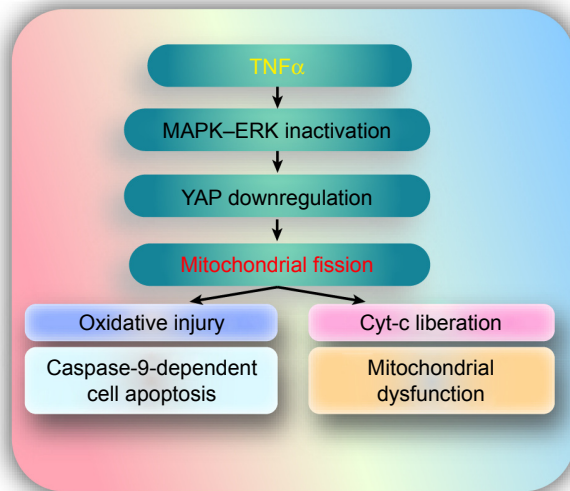 TNFα
MAPK–ERK inactivation
YAP downregulation
Mitochondrial fission
Oxidative injury
Cyt-c liberation
Caspase-9-dependent
cell apoptosis
Mitochondrial
dysfunction